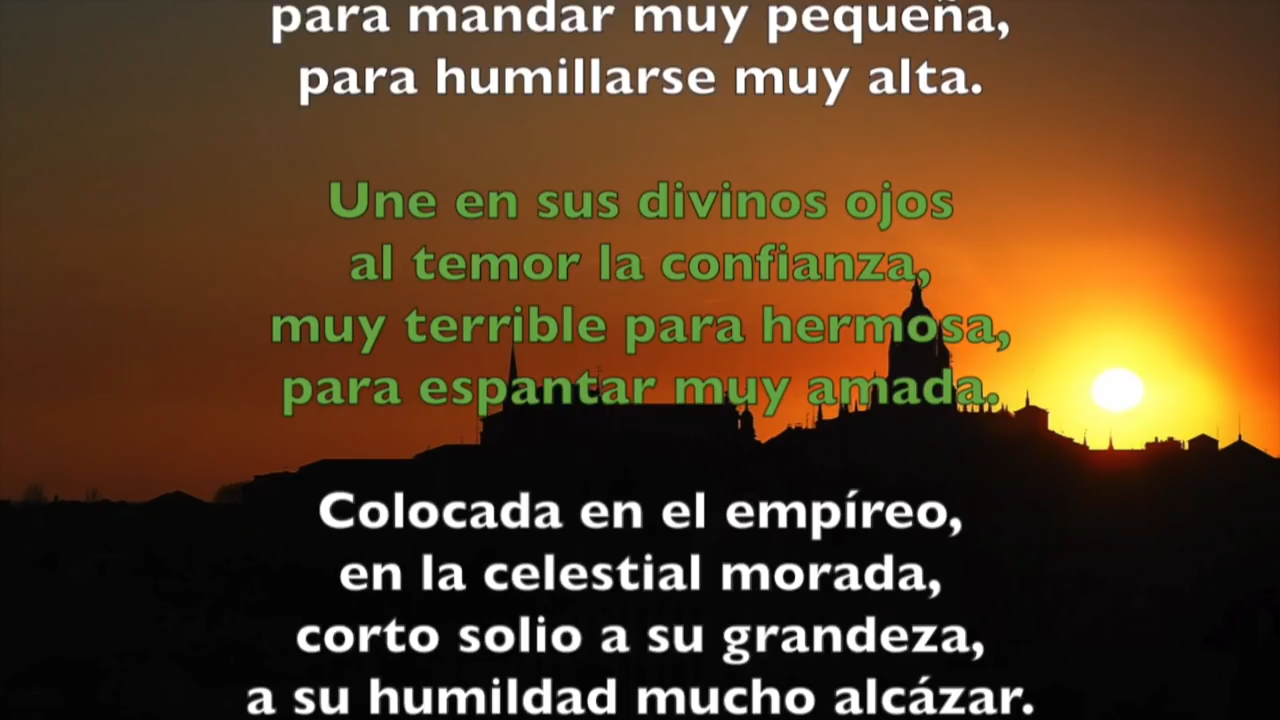 para mandar muy pequeña,
para humillarse muy alta.
Une en sus divinos ojos
al temor la confianza,
muy terrible para hermosa,
para espantar muy amada.
Colocada en el empíreo,
en la celestial morada,
corto solio a su grandeza,
a su humildad mucho alcázar.